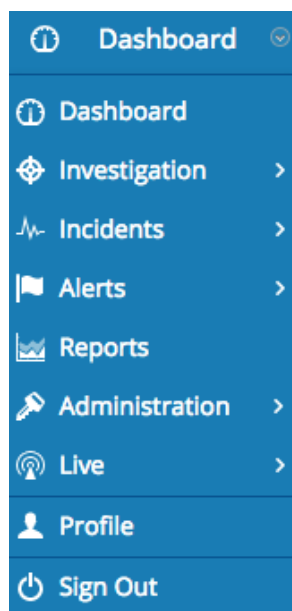 Dashboard
Dashboard
Investigation
Incidents
Alerts
Reports
Administration
Live
Profile
Sign Out